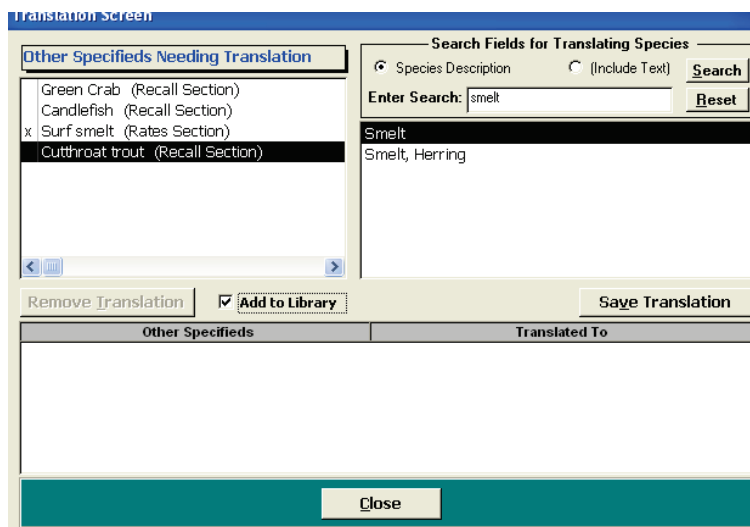 Translation Screen
Other Specifieds Needing Translation
Green Crab (Recall Section)
Candlefish (Recall Section)
x Surf smelt (Rates Section)
Cutthroat trout (Recall Section)
Search Fields for Translating Species
Species Description (Include Text) Search
Enter Search: smelt Reset
Smelt
Smelt, Herring
Remove Translation Add to Library Save Translation
Other Specifieds Translated To
Close